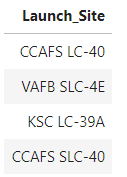 Launch_Site
CCAFS LC-40
VAFB SLC-4E
KSC LC-39A
CCAFS SLC-40